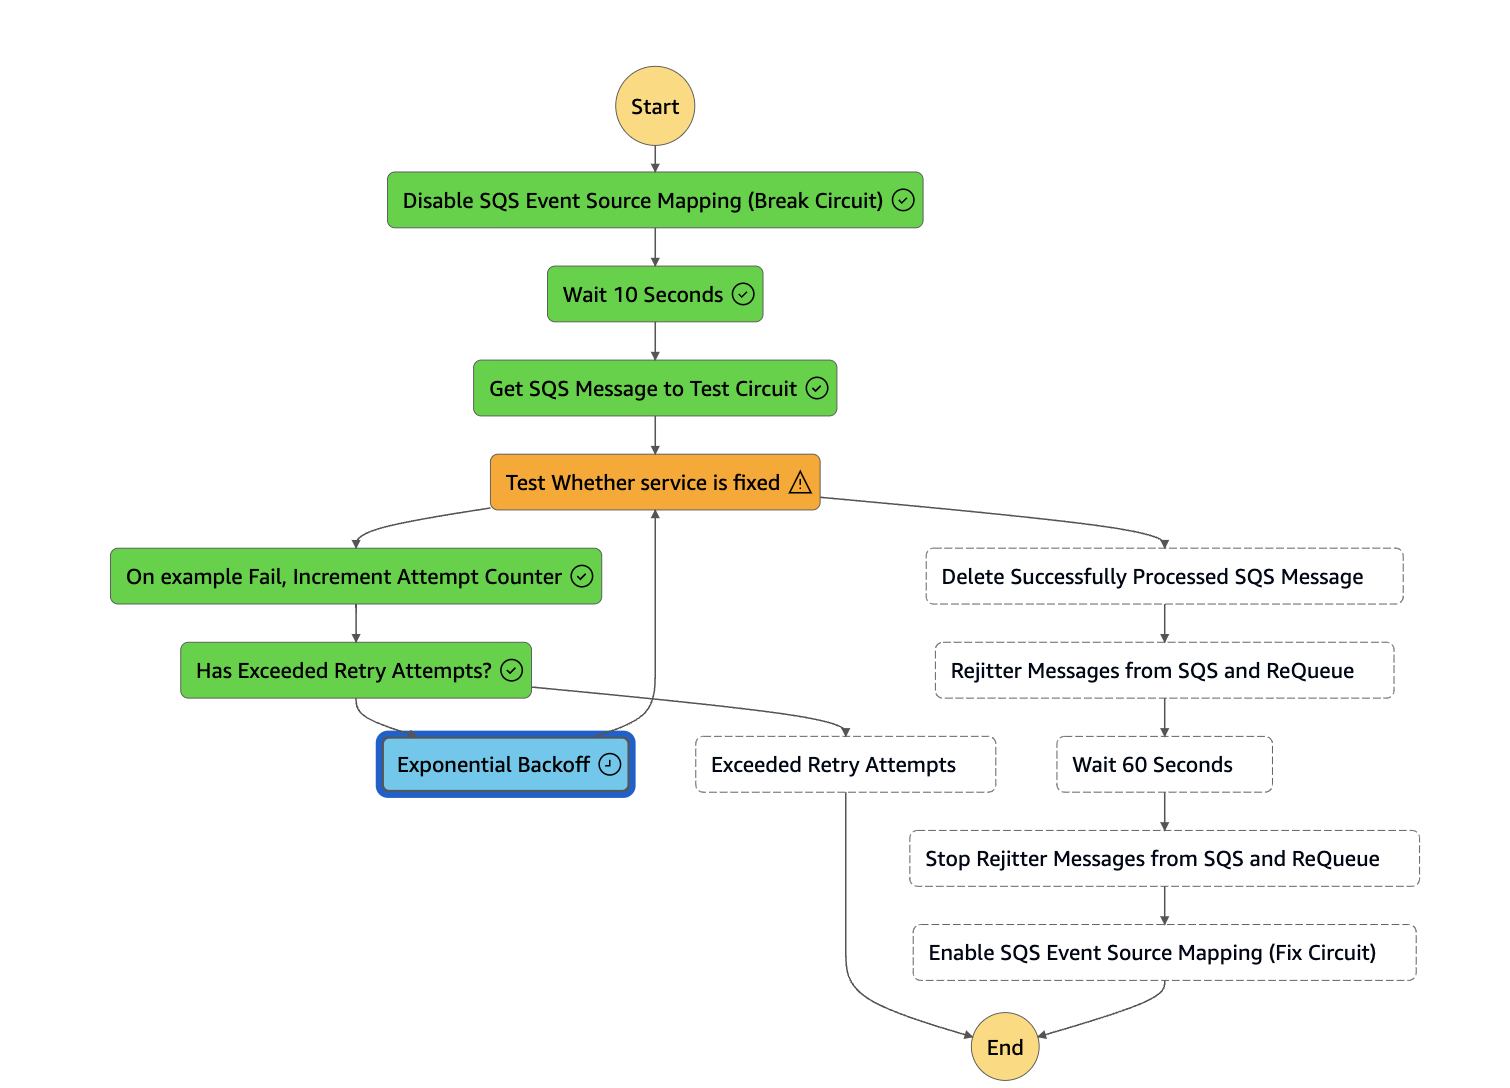 Start
Disable SQS Event Source Mapping (Break Circuit)
Wait 10 Seconds
Get SQS Message to Test Circuit
Test Whether service is fixed
On example Fail, Increment Attempt Counter
Delete Successfully Processed SQS Message
Has Exceeded Retry Attempts?
Rejitter Messages from SQS and ReQueue
Exponential Backoff
Exceeded Retry Attempts
Wait 60 Seconds
Stop Rejitter Messages from SQS and ReQueue
Enable SQS Event Source Mapping (Fix Circuit)
End